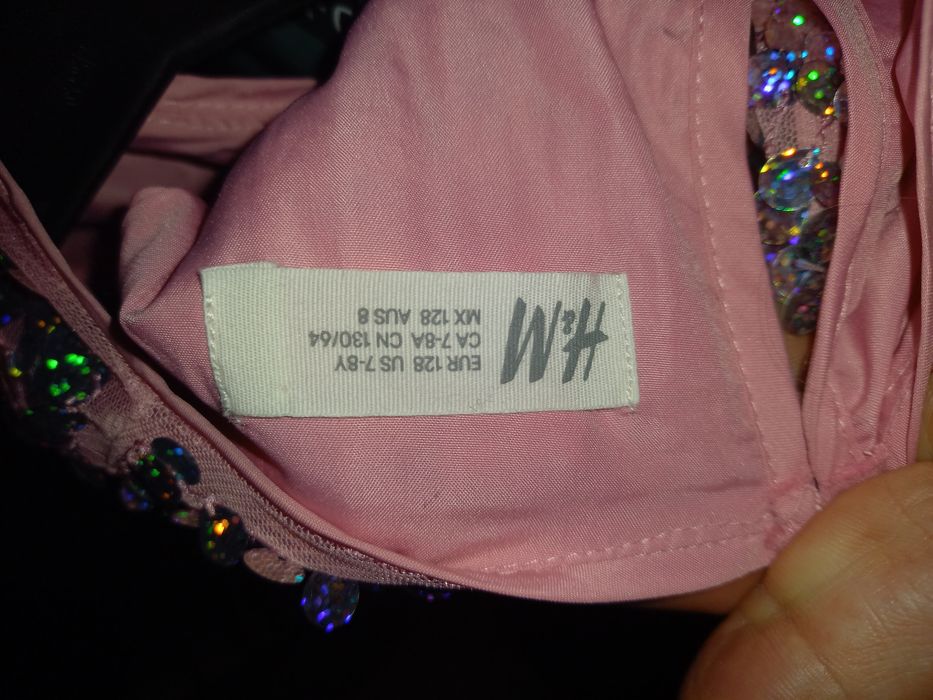 H&M
EUR 128 US 7-8Y
CA 7-8A CN 130/64
MX 128 AUS 8